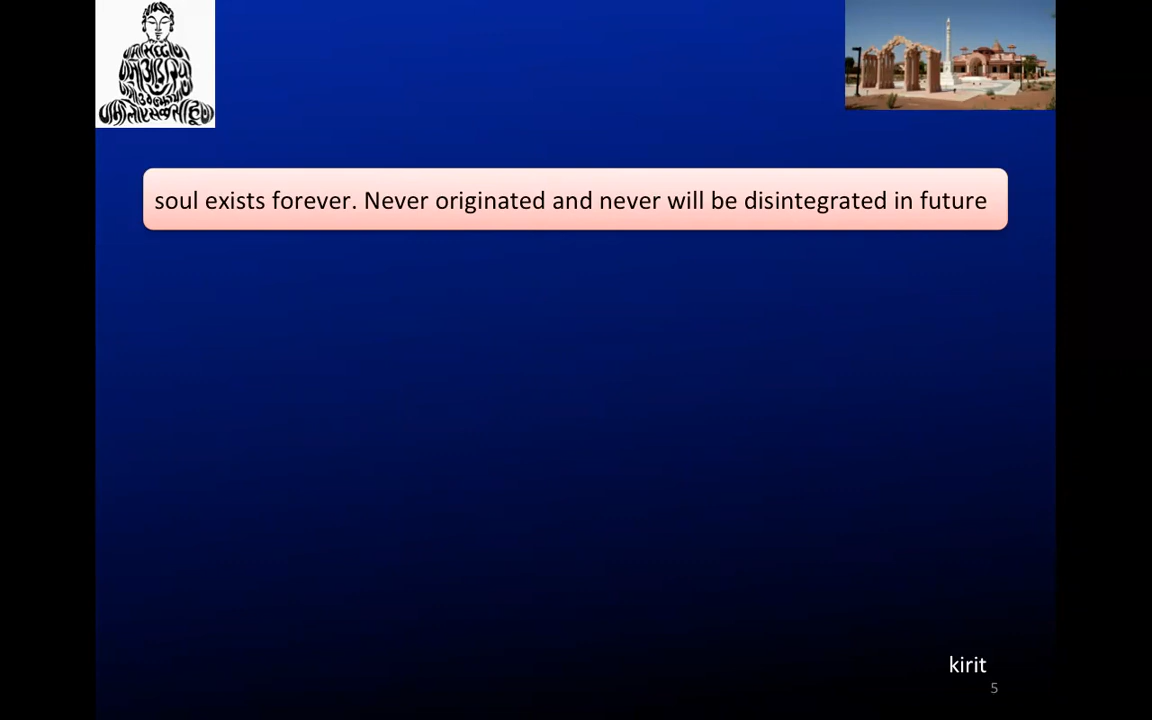 soul exists forever. Never originated and never will be disintegrated in future
kirit
5